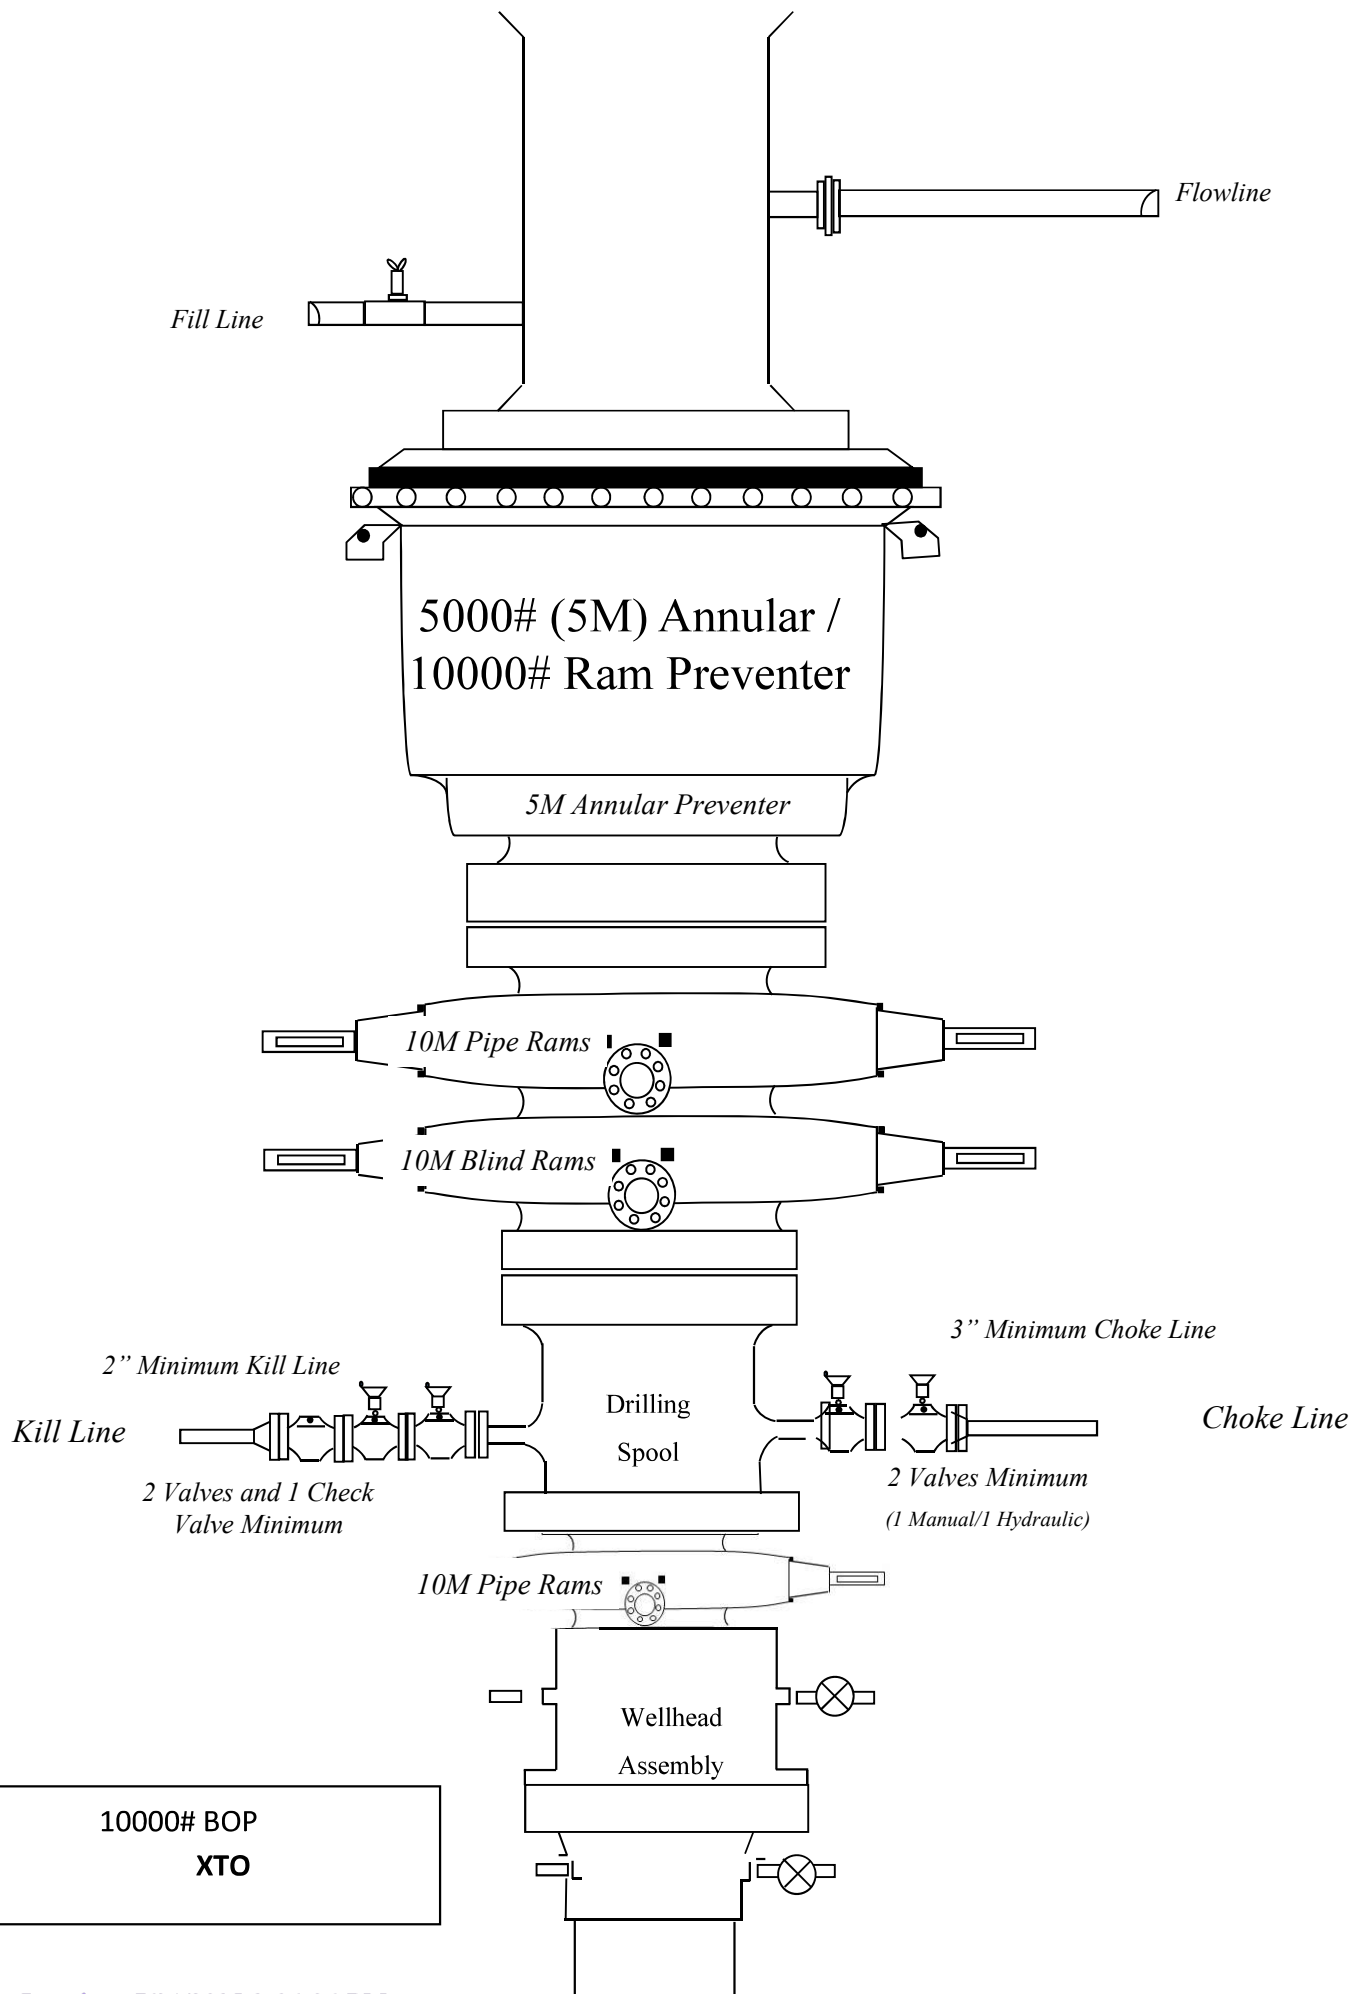 Flowline
Fill Line
5000# (5M) Annular /
10000# Ram Preventer
5M Annular Preventer
10M Pipe Rams
10M Blind Rams
3” Minimum Choke Line
2” Minimum Kill Line
Drilling
Spool
Kill Line
Choke Line
2 Valves and 1 Check
Valve Minimum
2 Valves Minimum
(1 Manual/1 Hydraulic)
10M Pipe Rams
Wellhead
Assembly
10000# BOP
XTO